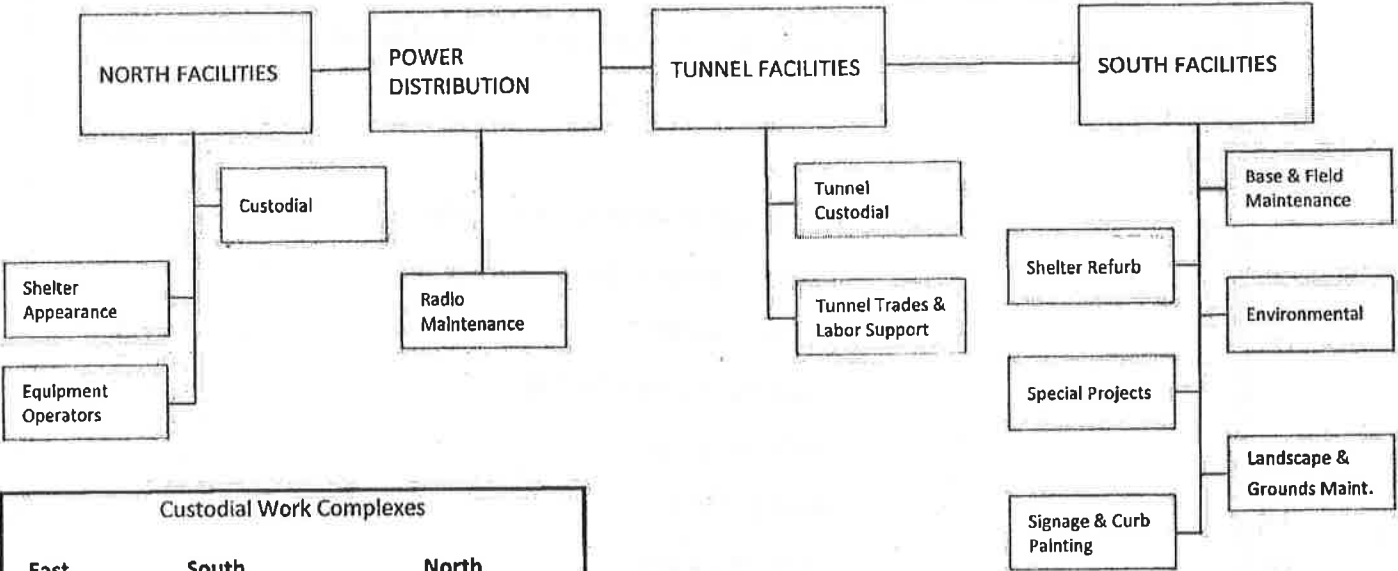 NORTH FACILITIES
POWER
DISTRIBUTION
TUNNEL FACILITIES
SOUTH FACILITIES
Custodial
Shelter
Appearance
Equipment
Operators
Radio
Maintenance
Tunnel
Custodial
Tunnel Trades &
Labor Support
Base & Field
Maintenance
Shelter Refurb
Environmental
Special Projects
Landscape &
Grounds Maint.
Signage & Curb
Painting
Custodial Work Complexes
East South North